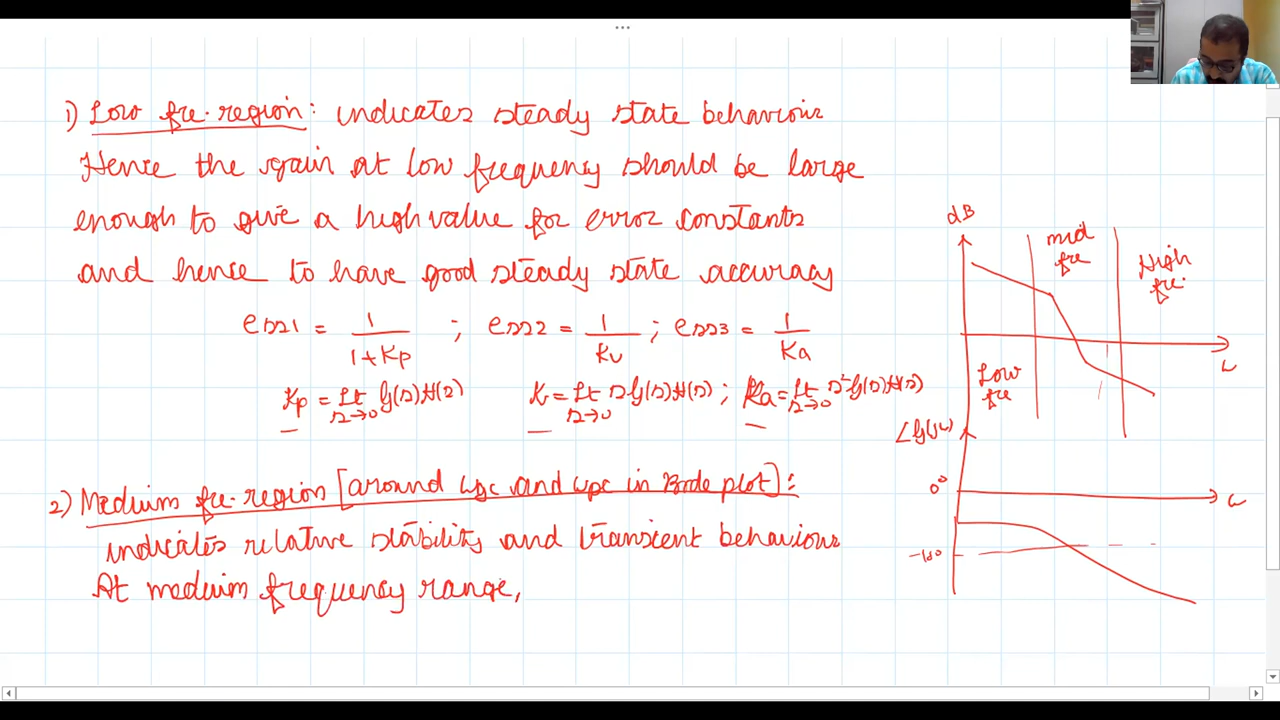 1) Low fre. region: indicates steady state behaviour
Hence the gain at low frequency should be large
enough to give a high value for error constants
and hence to have good steady state accuracy
ess1 = 1/(1+Kp) ; ess2 = 1/Kv ; ess3 = 1/Ka
Kp = Lt s→0 G(s)H(s) K = Lt s→0 sG(s)H(s) ; Ka = Lt s→0 s²G(s)H(s)
2) Medium fre. region [around wgc and wpc in Bode plot] :
indicates relative stability and transient behaviour
At medium frequency range,
dB
mid fre
High fre.
Low fre
ω
∠G(jω)
0°
ω
-180